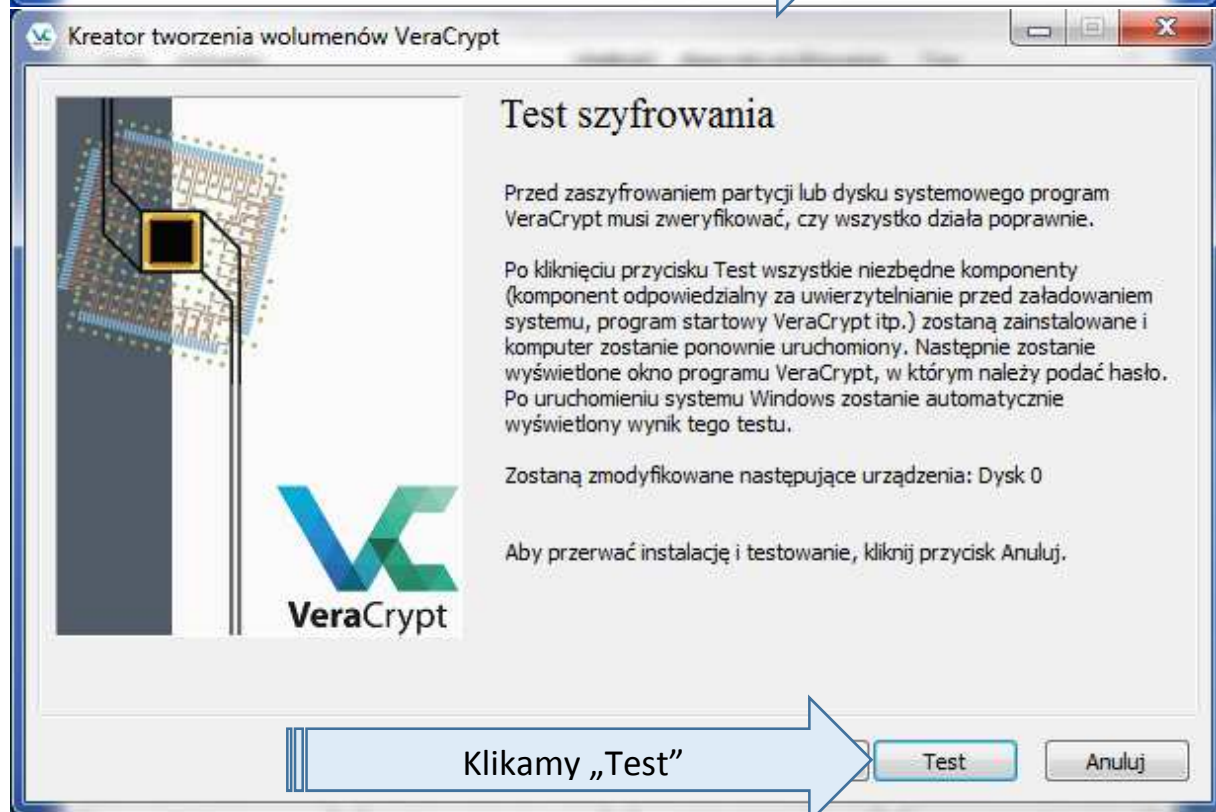 Kreator tworzenia wolumenów VeraCrypt
Test szyfrowania
Przed zaszyfrowaniem partycji lub dysku systemowego program
VeraCrypt musi zweryfikować, czy wszystko działa poprawnie.
Po kliknięciu przycisku Test wszystkie niezbędne komponenty
(komponent odpowiedzialny za uwierzytelnianie przed załadowaniem
systemu, program startowy VeraCrypt itp.) zostaną zainstalowane i
komputer zostanie ponownie uruchomiony. Następnie zostanie
wyświetlone okno programu VeraCrypt, w którym należy podać hasło.
Po uruchomieniu systemu Windows zostanie automatycznie
wyświetlony wynik tego testu.
Zostaną zmodyfikowane następujące urządzenia: Dysk 0
Aby przerwać instalację i testowanie, kliknij przycisk Anuluj.
VeraCrypt
Klikamy „Test”
Test
Anuluj